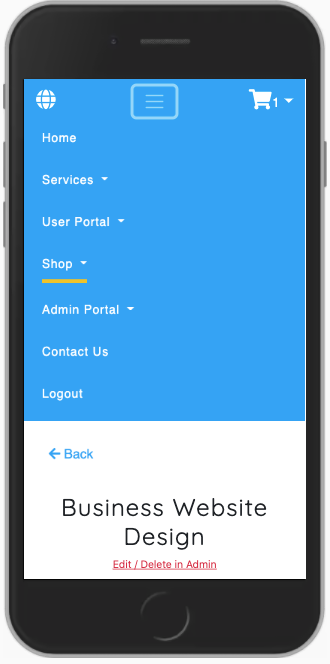 1
Home
Services
User Portal
Shop
Admin Portal
Contact Us
Logout
Back
Business Website
Design
Edit / Delete in Admin